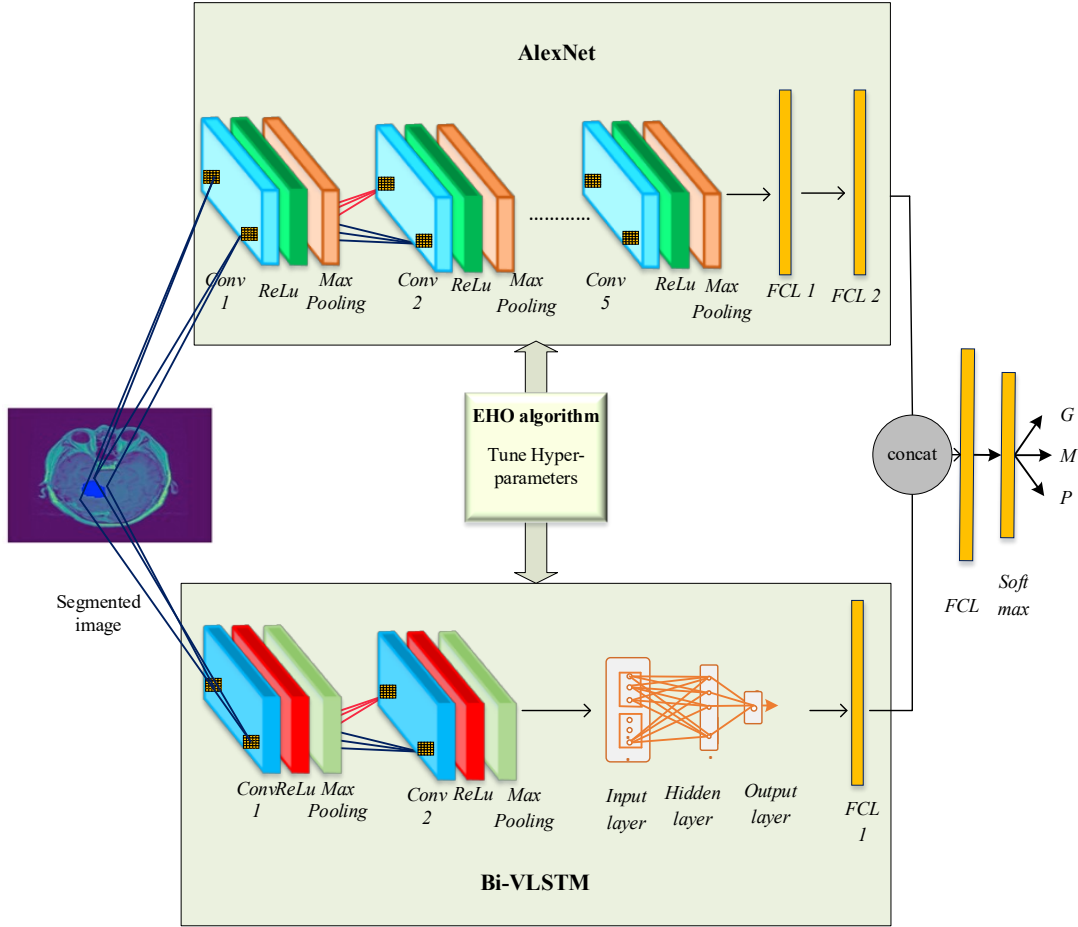 AlexNet
Conv
1
ReLu
Max
Pooling
Conv
2
ReLu
Max
Pooling
............
Conv
5
ReLu
Max
Pooling
FCL 1
FCL 2
EHO algorithm
Tune Hyper-
parameters
Segmented
image
concat
FCL
Soft
max
G
M
P
Conv
1
ReLu
Max
Pooling
Conv
2
ReLu
Max
Pooling
Input
layer
Hidden
layer
Output
layer
FCL
1
Bi-VLSTM